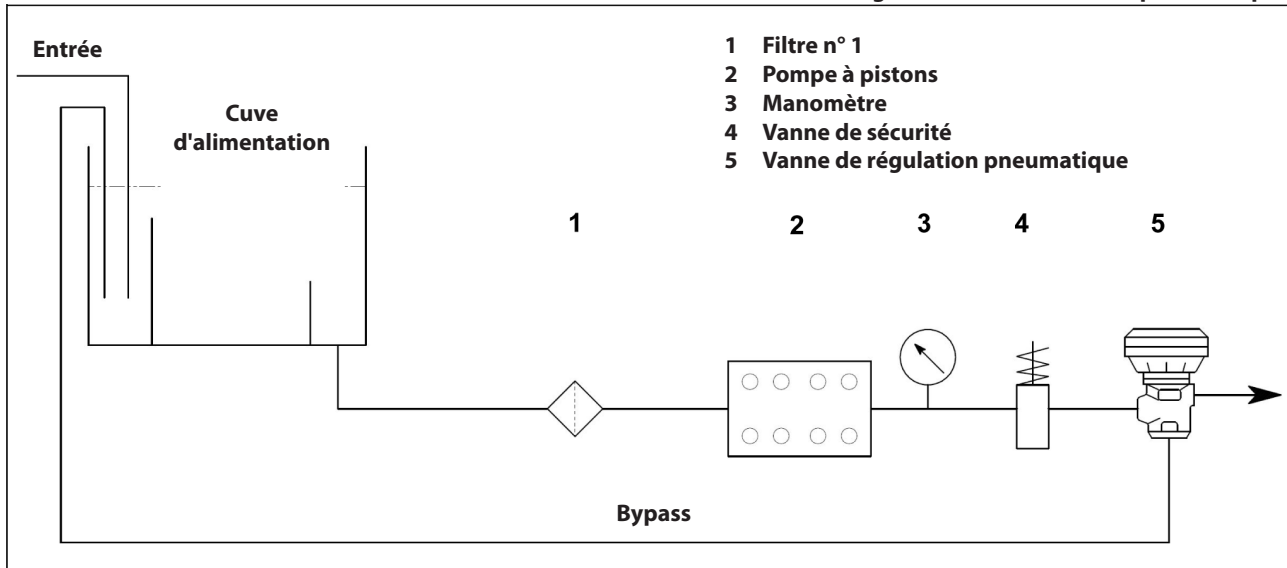 Entrée
Cuve
d'alimentation
1 Filtre n° 1
2 Pompe à pistons
3 Manomètre
4 Vanne de sécurité
5 Vanne de régulation pneumatique
1 2 3 4 5
Bypass